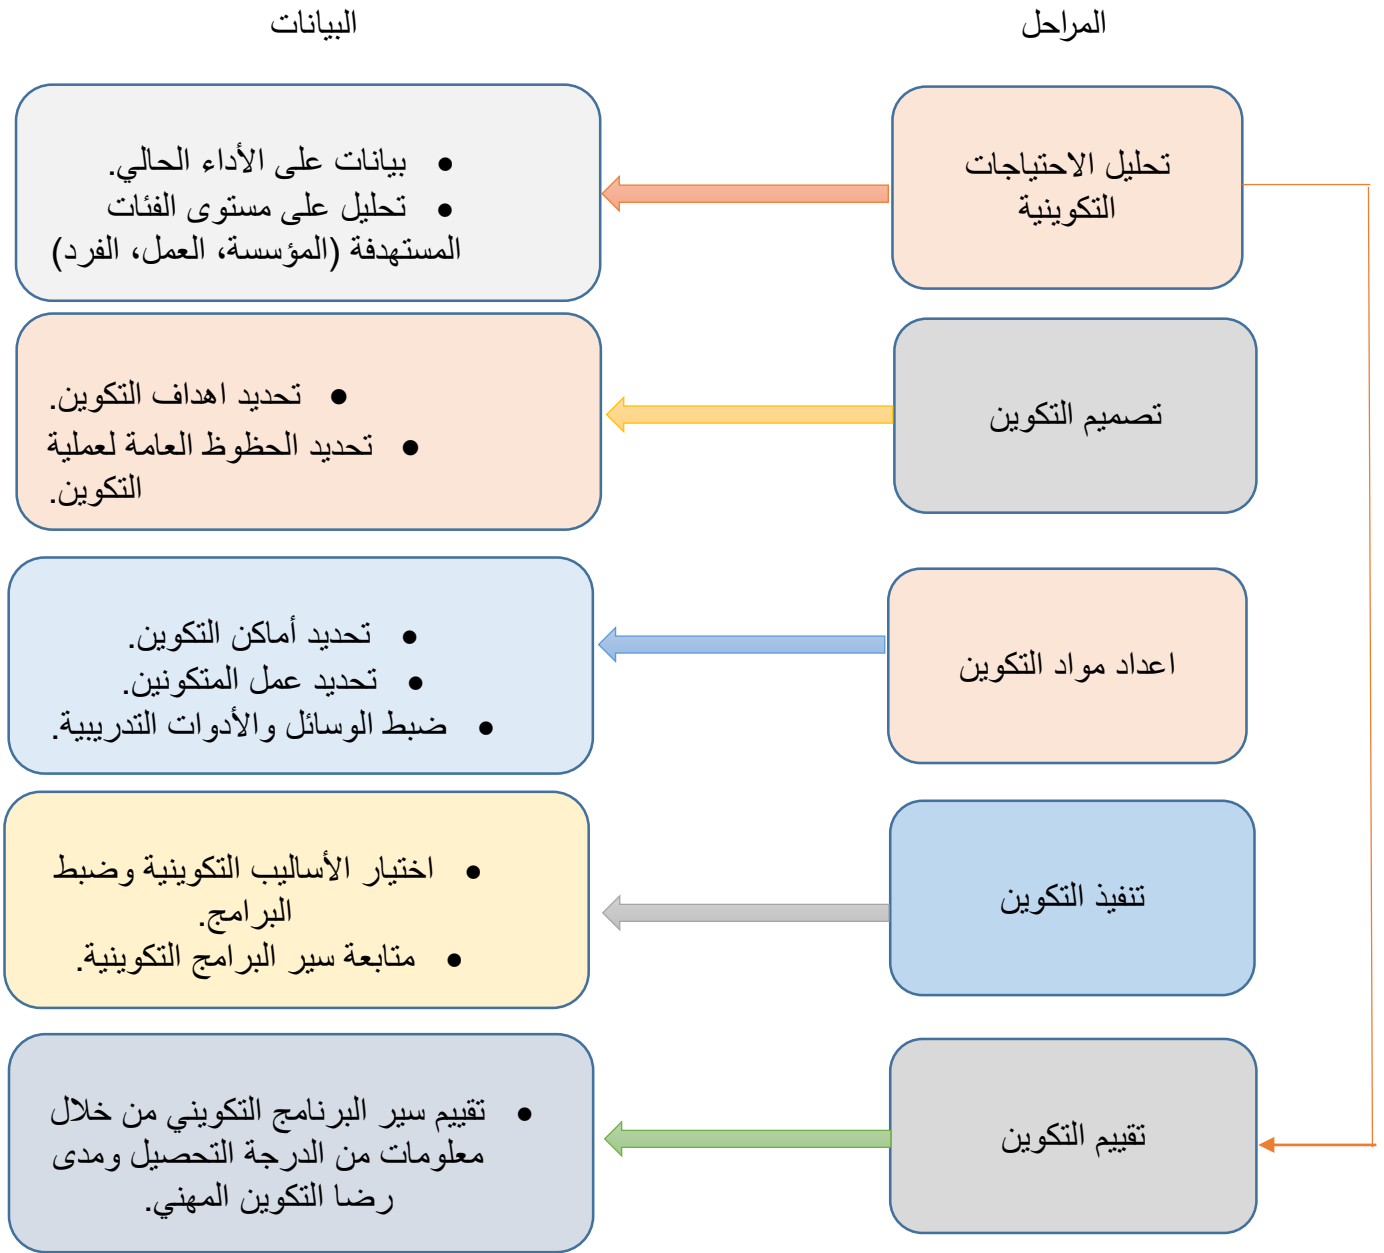 المراحل
البيانات
تحليل الاحتياجات
التكوينية
• بيانات على الأداء الحالي.
• تحليل على مستوى الفئات
المستهدفة (المؤسسة، العمل، الفرد)
تصميم التكوين
• تحديد اهداف التكوين.
• تحديد الحظوظ العامة لعملية
التكوين.
اعداد مواد التكوين
• تحديد أماكن التكوين.
• تحديد عمل المتكونين.
• ضبط الوسائل والأدوات التدريبية.
تنفيذ التكوين
• اختيار الأساليب التكوينية وضبط
البرامج.
• متابعة سير البرامج التكوينية.
تقييم التكوين
• تقييم سير البرنامج التكويني من خلال
معلومات من الدرجة التحصيل ومدى
رضا التكوين المهني.